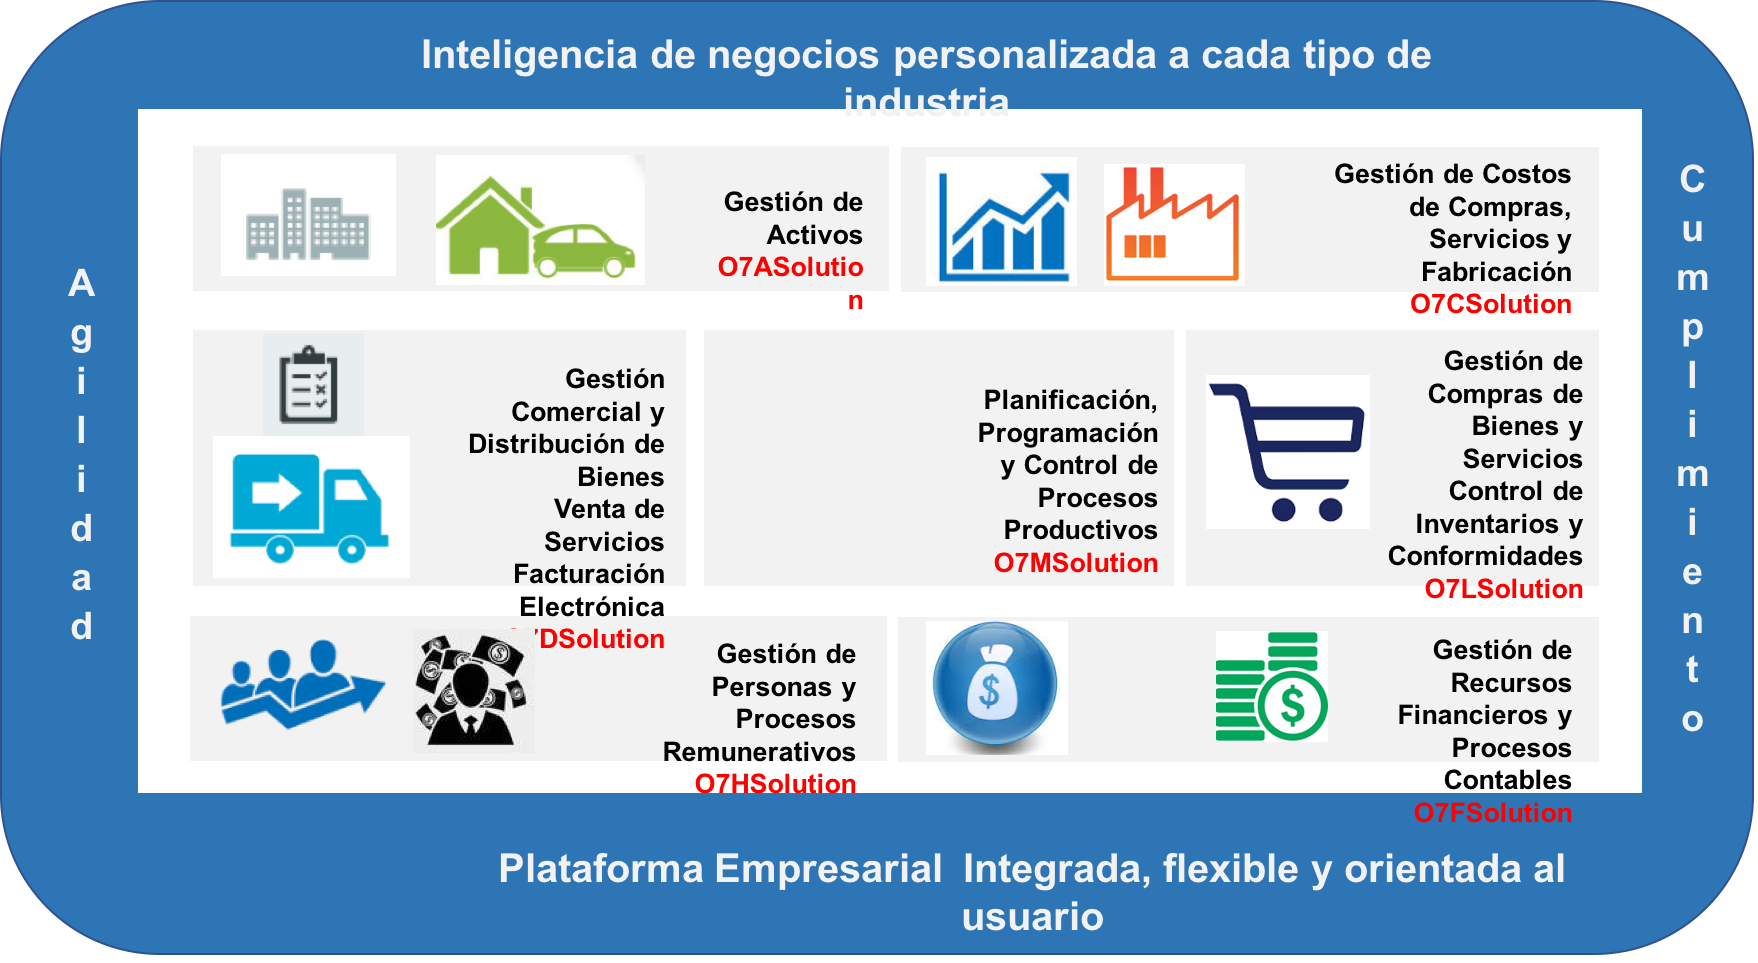 Inteligencia de negocios personalizada a cada tipo de
industria
Agilidad
Gestión de
Activos
O7ASolutio
n
Gestión de Costos
de Compras,
Servicios y
Fabricación
O7CSolution
Gestión
Comercial y
Distribución de
Bienes
Venta de
Servicios
Facturación
Electrónica
7DSolution
Planificación,
Programación
y Control de
Procesos
Productivos
O7MSolution
Gestión de
Compras de
Bienes y
Servicios
Control de
Inventarios y
Conformidades
O7LSolution
Gestión de
Personas y
Procesos
Remunerativos
O7HSolution
Gestión de
Recursos
Financieros y
Procesos
Contables
O7FSolution
Cumplimiento
Plataforma Empresarial  Integrada, flexible y orientada al
usuario